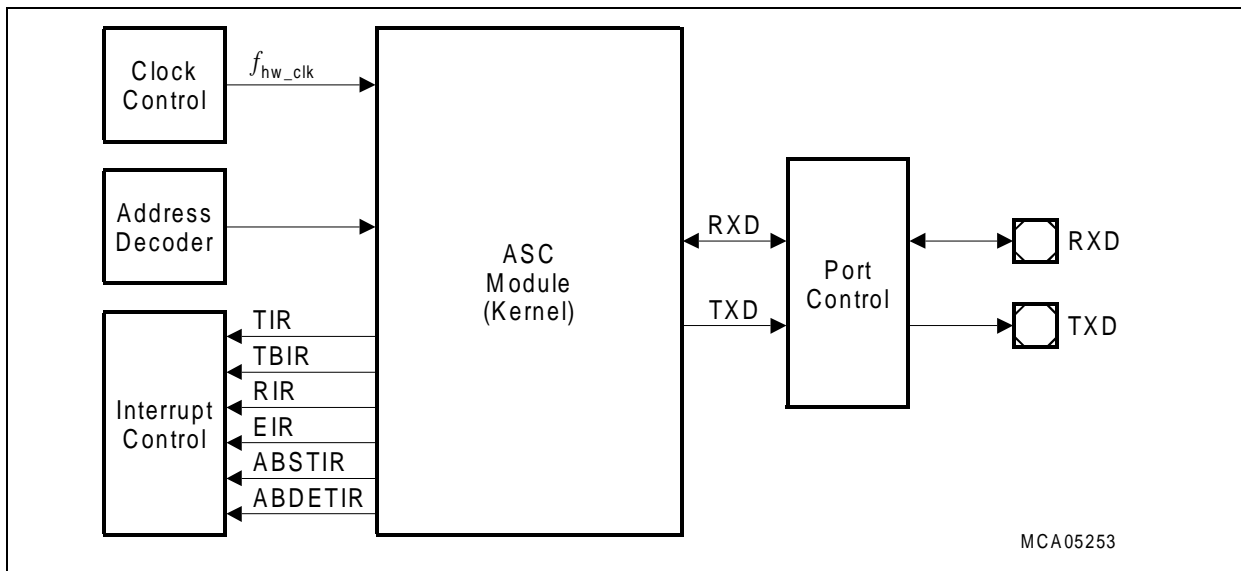 Clock
Control
f hw_clk
Address
Decoder
Interrupt
Control
TIR
TBIR
RIR
EIR
ABSTIR
ABDETIR
ASC
Module
(Kernel)
RXD
TXD
Port
Control
RXD
TXD
MCA05253